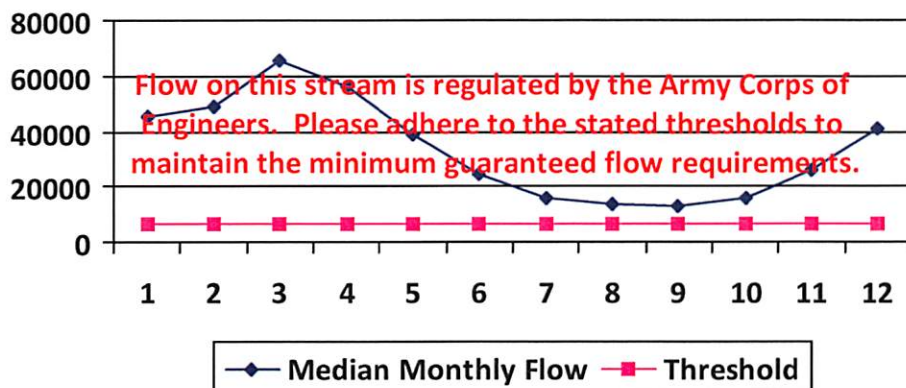 80000
60000
40000
20000
0
Flow on this stream is regulated by the Army Corps of
Engineers. Please adhere to the stated thresholds to
maintain the minimum guaranteed flow requirements.
1 2 3 4 5 6 7 8 9 10 11 12
Median Monthly Flow Threshold